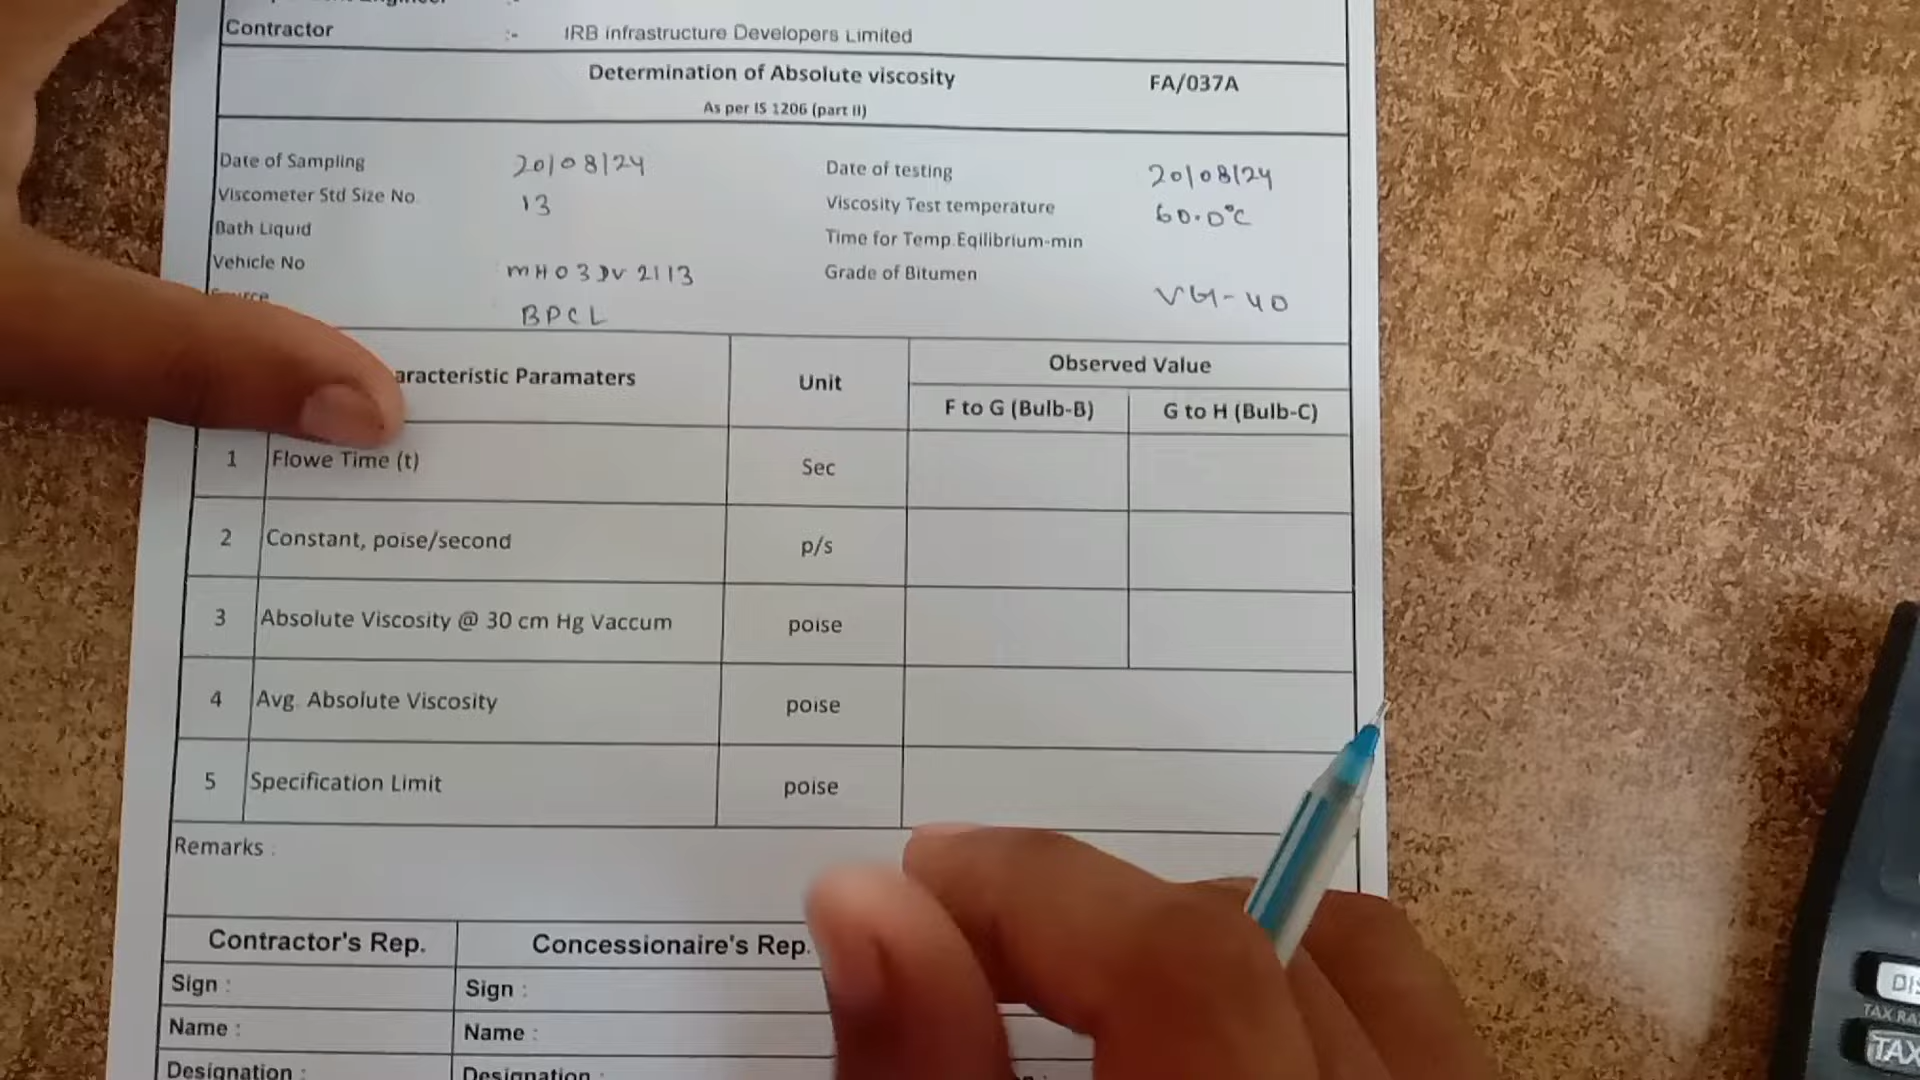 Contractor :- IRB infrastructure Developers Limited
Determination of Absolute viscosity FA/037A
As per IS 1206 (part II)
Date of Sampling 20/08/24 Date of testing 20/08/24
Viscometer Std Size No. 13 Viscosity Test temperature 60.0°C
Bath Liquid Time for Temp.Eqilibrium-min
Vehicle No MH03DV2113 Grade of Bitumen VG-40
BPCL
aracteristic Paramaters Unit Observed Value
F to G (Bulb-B) G to H (Bulb-C)
1 Flowe Time (t) Sec
2 Constant, poise/second p/s
3 Absolute Viscosity @ 30 cm Hg Vaccum poise
4 Avg. Absolute Viscosity poise
5 Specification Limit poise
Remarks :
Contractor's Rep. Concessionaire's Rep.
Sign : Sign :
Name : Name :
Designation : Designation :
TAX